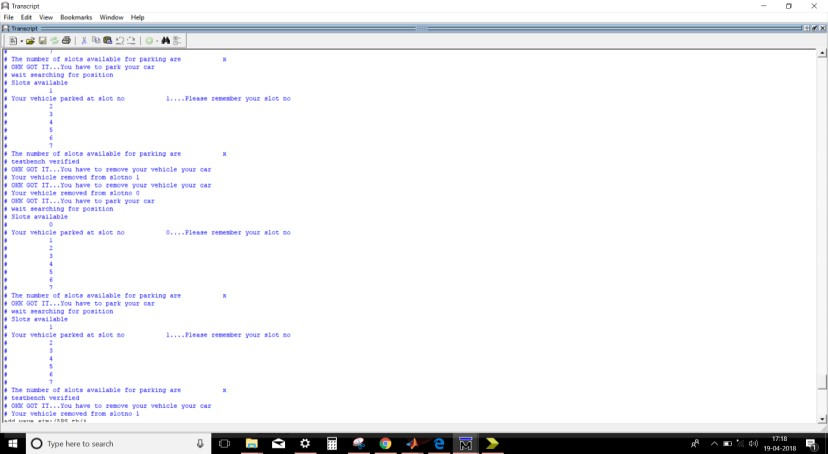 Transcript
File Edit View Bookmarks Window Help
Transcript
# 7
# The number of slots available for parking are x
# OKK GOT IT...You have to park your car
# wait searching for position
# Slots available
# 1
# Your vehicle parked at slot no 1....Please remember your slot no
# 2
# 3
# 4
# 5
# 6
# 7
# The number of slots available for parking are x
# testbench verified
# OKK GOT IT...You have to remove your vehicle your car
# Your vehicle removed from slotno 1
# OKK GOT IT...You have to remove your vehicle your car
# Your vehicle removed from slotno 0
# OKK GOT IT...You have to park your car
# wait searching for position
# Slots available
# 0
# Your vehicle parked at slot no 0....Please remember your slot no
# 1
# 2
# 3
# 4
# 5
# 6
# 7
# The number of slots available for parking are x
# OKK GOT IT...You have to park your car
# wait searching for position
# Slots available
# 1
# Your vehicle parked at slot no 1....Please remember your slot no
# 2
# 3
# 4
# 5
# 6
# 7
# The number of slots available for parking are x
# testbench verified
# OKK GOT IT...You have to remove your vehicle your car
# Your vehicle removed from slotno 1
add wave
Type here to search
17:18
19-04-2018